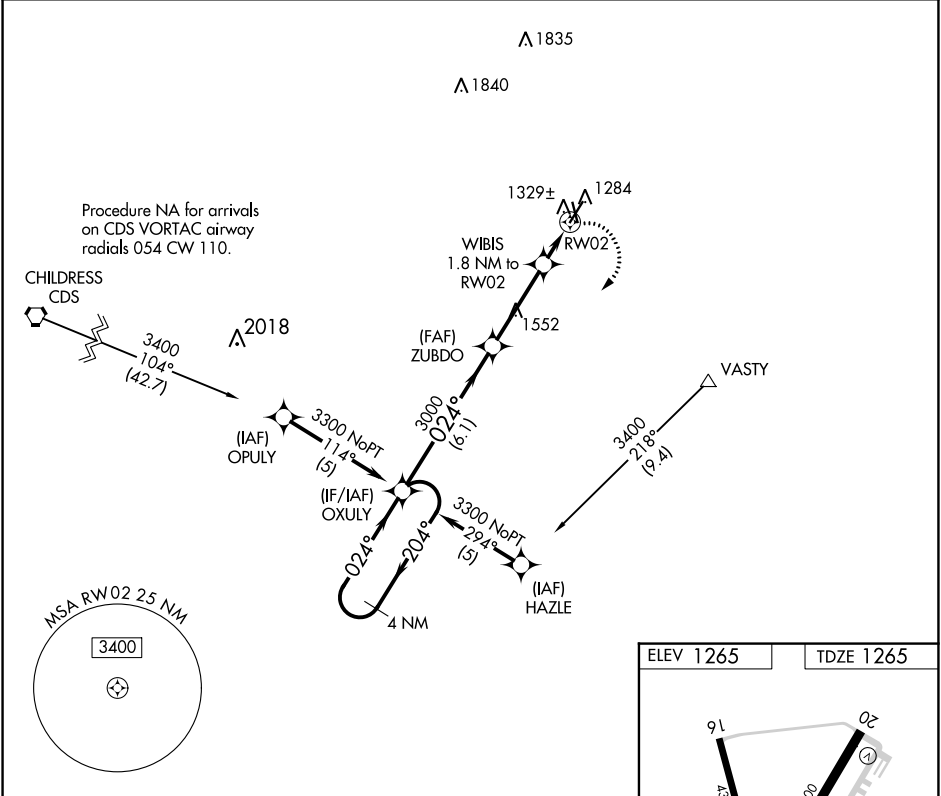 1835
1840
1329±
1284
Procedure NA for arrivals
on CDS VORTAC airway
radials 054 CW 110.
WIBIS
1.8 NM to
RW02
RW02
CHILDRESS
CDS
2018
1552
(FAF)
ZUBDO
VASTY
3400
104°
(42.7)
3000
024°
(6.1)
3400
218°
(9.4)
(IAF)
OPULY
3300 NoPT
114°
(5)
(IF/IAF)
OXULY
3300 NoPT
294°
(5)
024°
204°
(IAF)
HAZLE
4 NM
MSA RW02 25 NM
3400
ELEV 1265
TDZE 1265
16
20
V